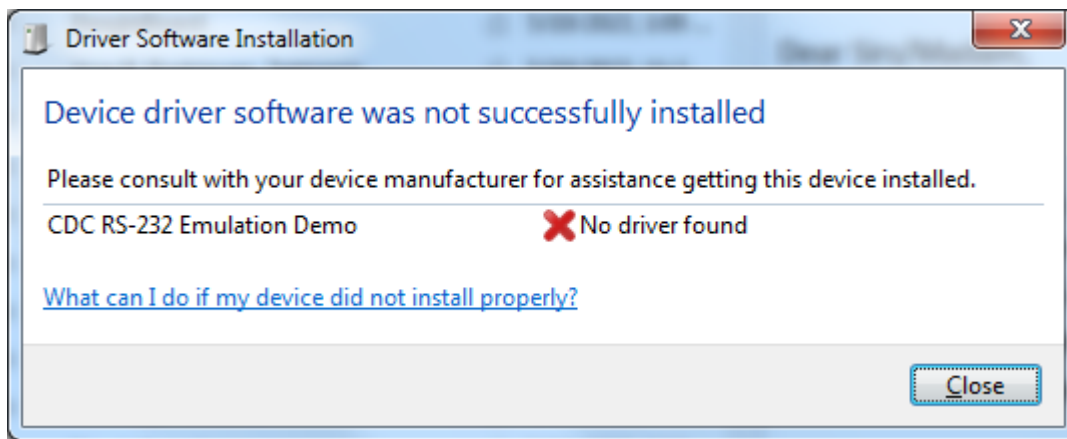 Driver Software Installation
Device driver software was not successfully installed
Please consult with your device manufacturer for assistance getting this device installed.
CDC RS-232 Emulation Demo No driver found
What can I do if my device did not install properly?
Close